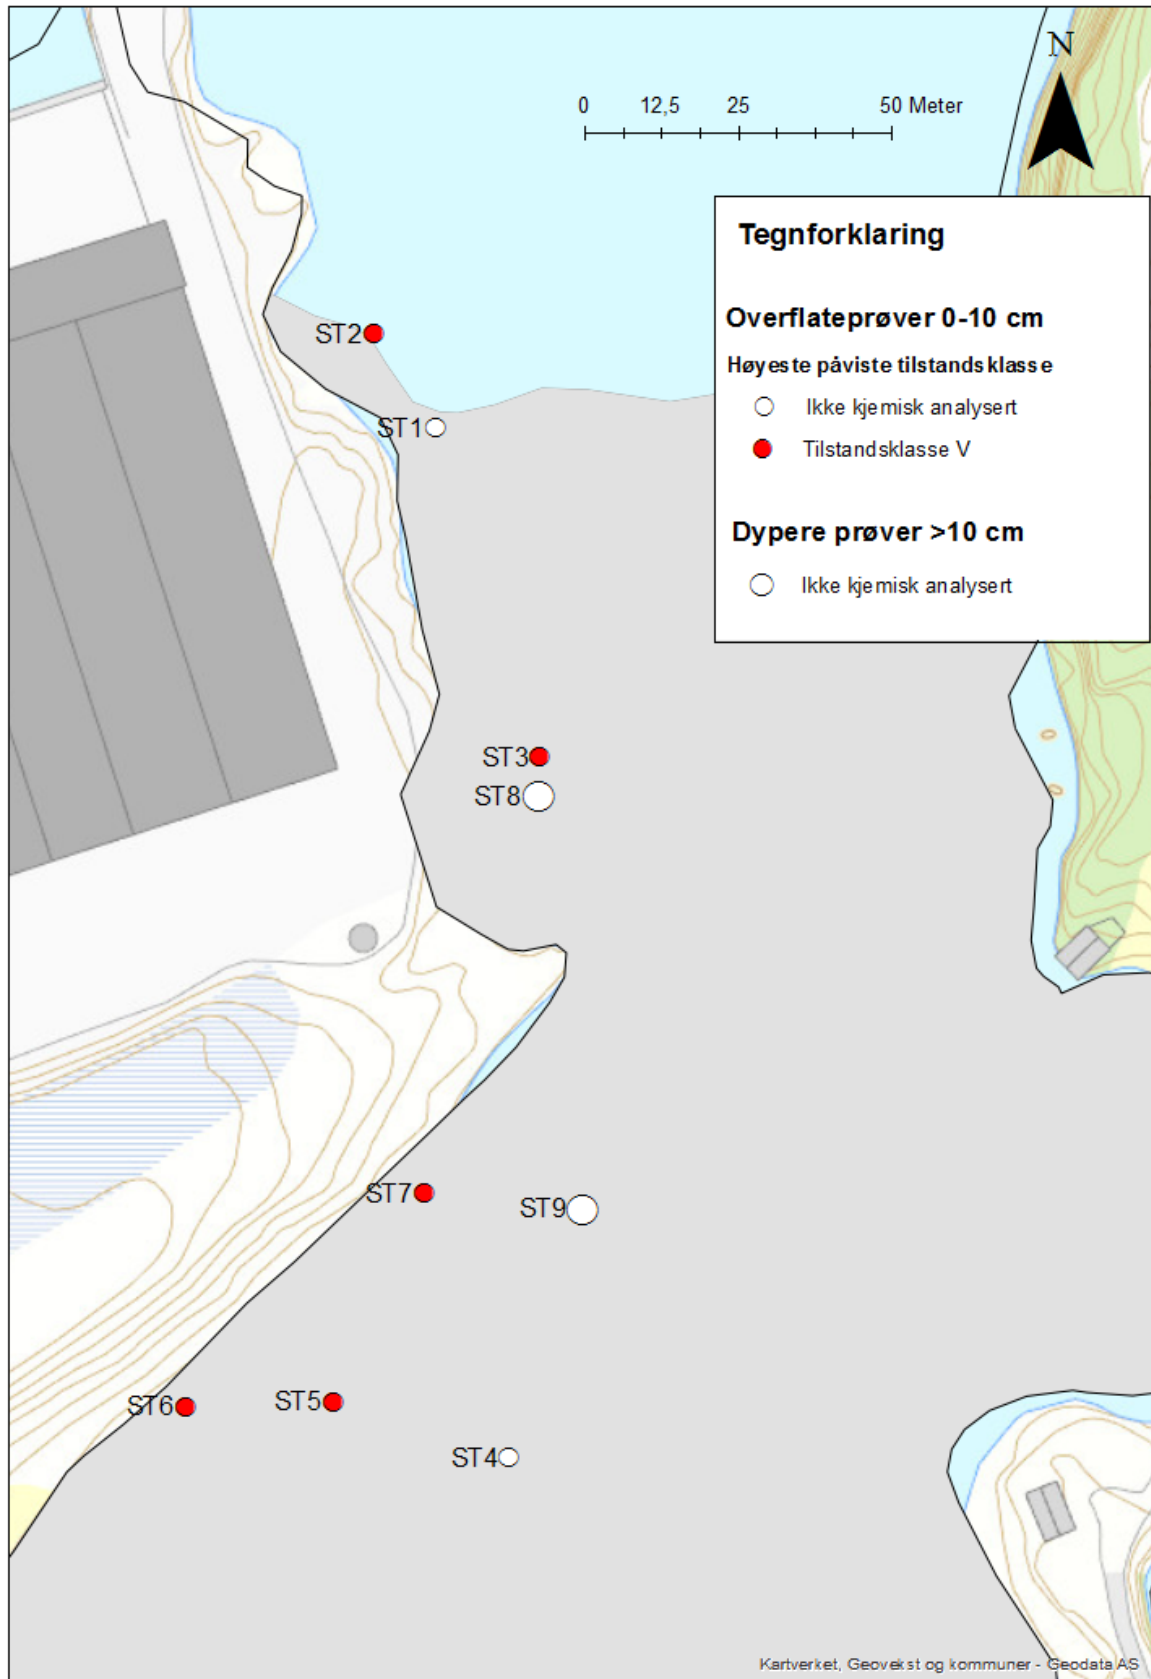 N
0 12,5 25 50 Meter
Tegnforklaring
Overflateprøver 0-10 cm
Høyeste påviste tilstandsklasse
Ikke kjemisk analysert
Tilstandsklasse V
Dypere prøver >10 cm
Ikke kjemisk analysert
ST2
ST1
ST3
ST8
ST7
ST9
ST6
ST5
ST4
Kartverket, Geovekst og kommuner - Geodata AS